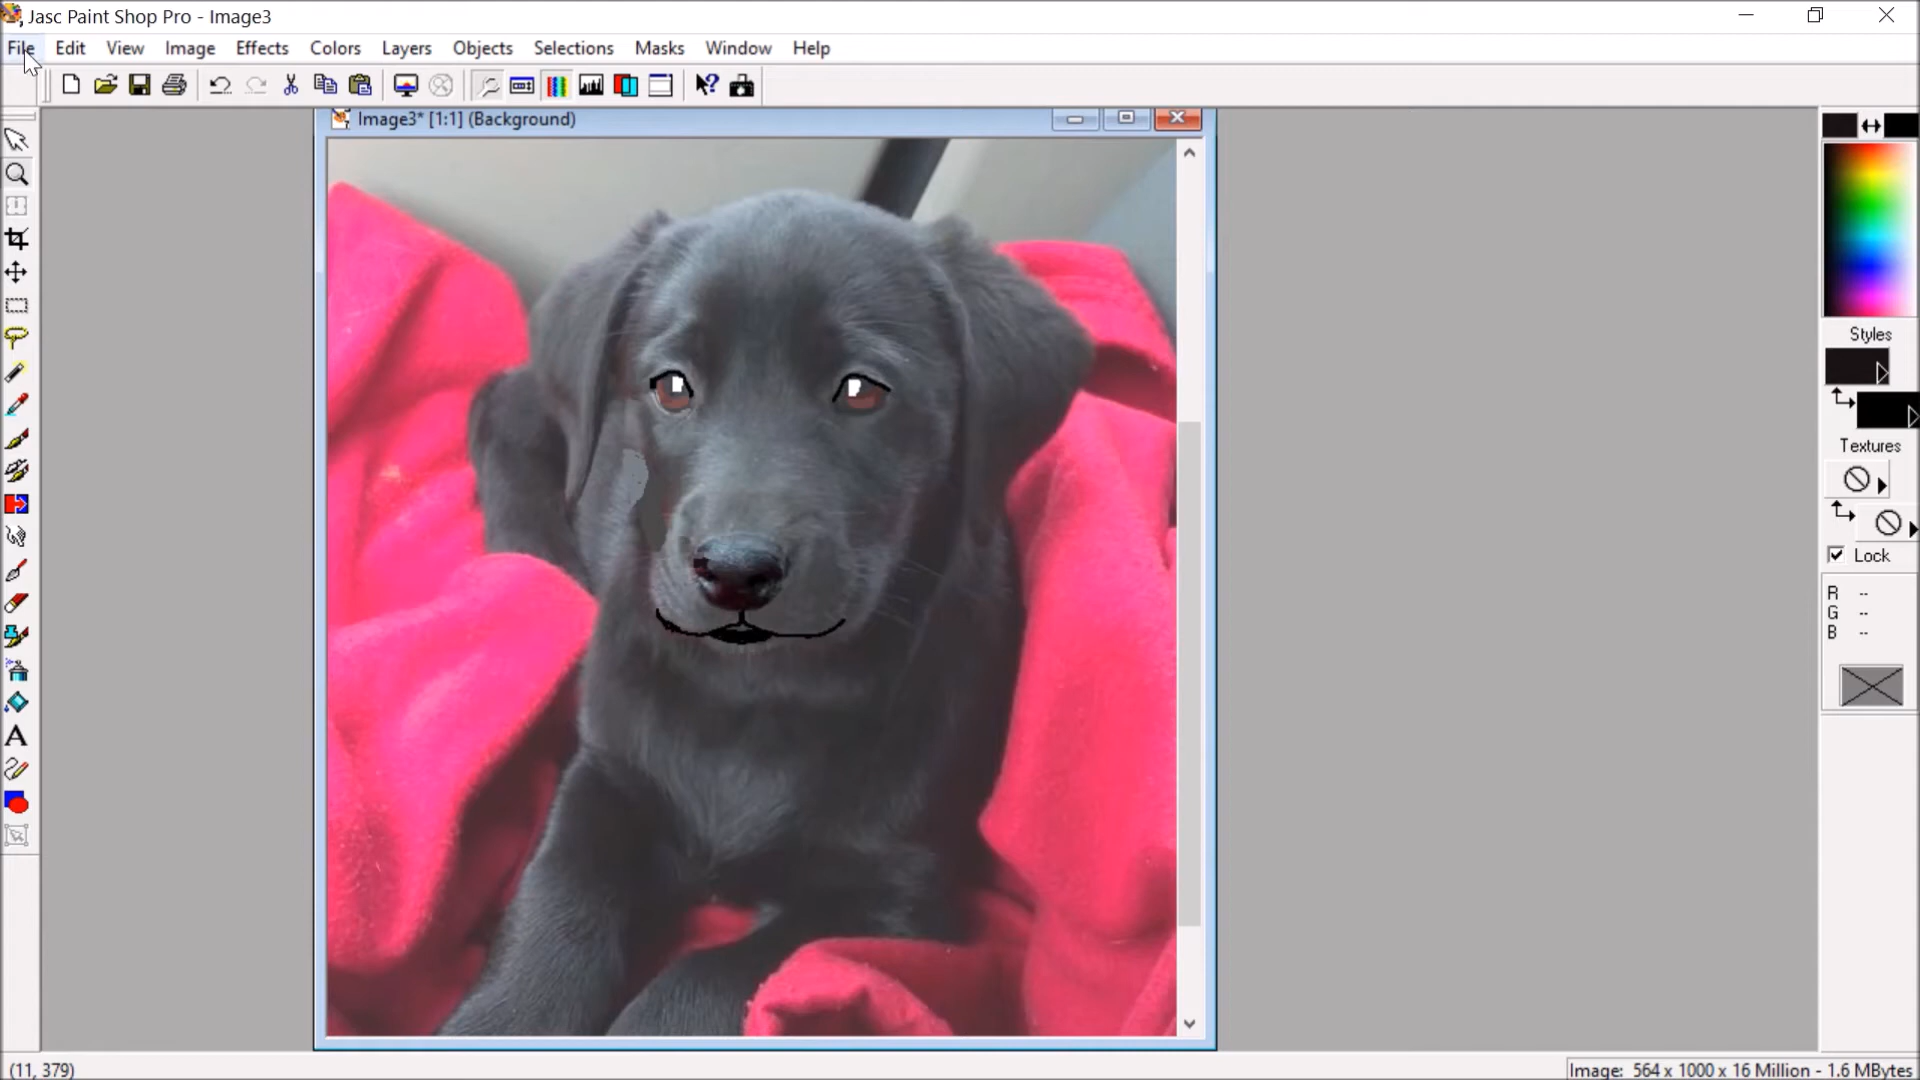 Jasc Paint Shop Pro - Image3
File Edit View Image Effects Colors Layers Objects Selections Masks Window Help
Image3* [1:1] (Background)
Styles
Textures
Lock
R --
G --
B --
(11, 379)
Image: 564 x 1000 x 16 Million - 1.6 MBytes